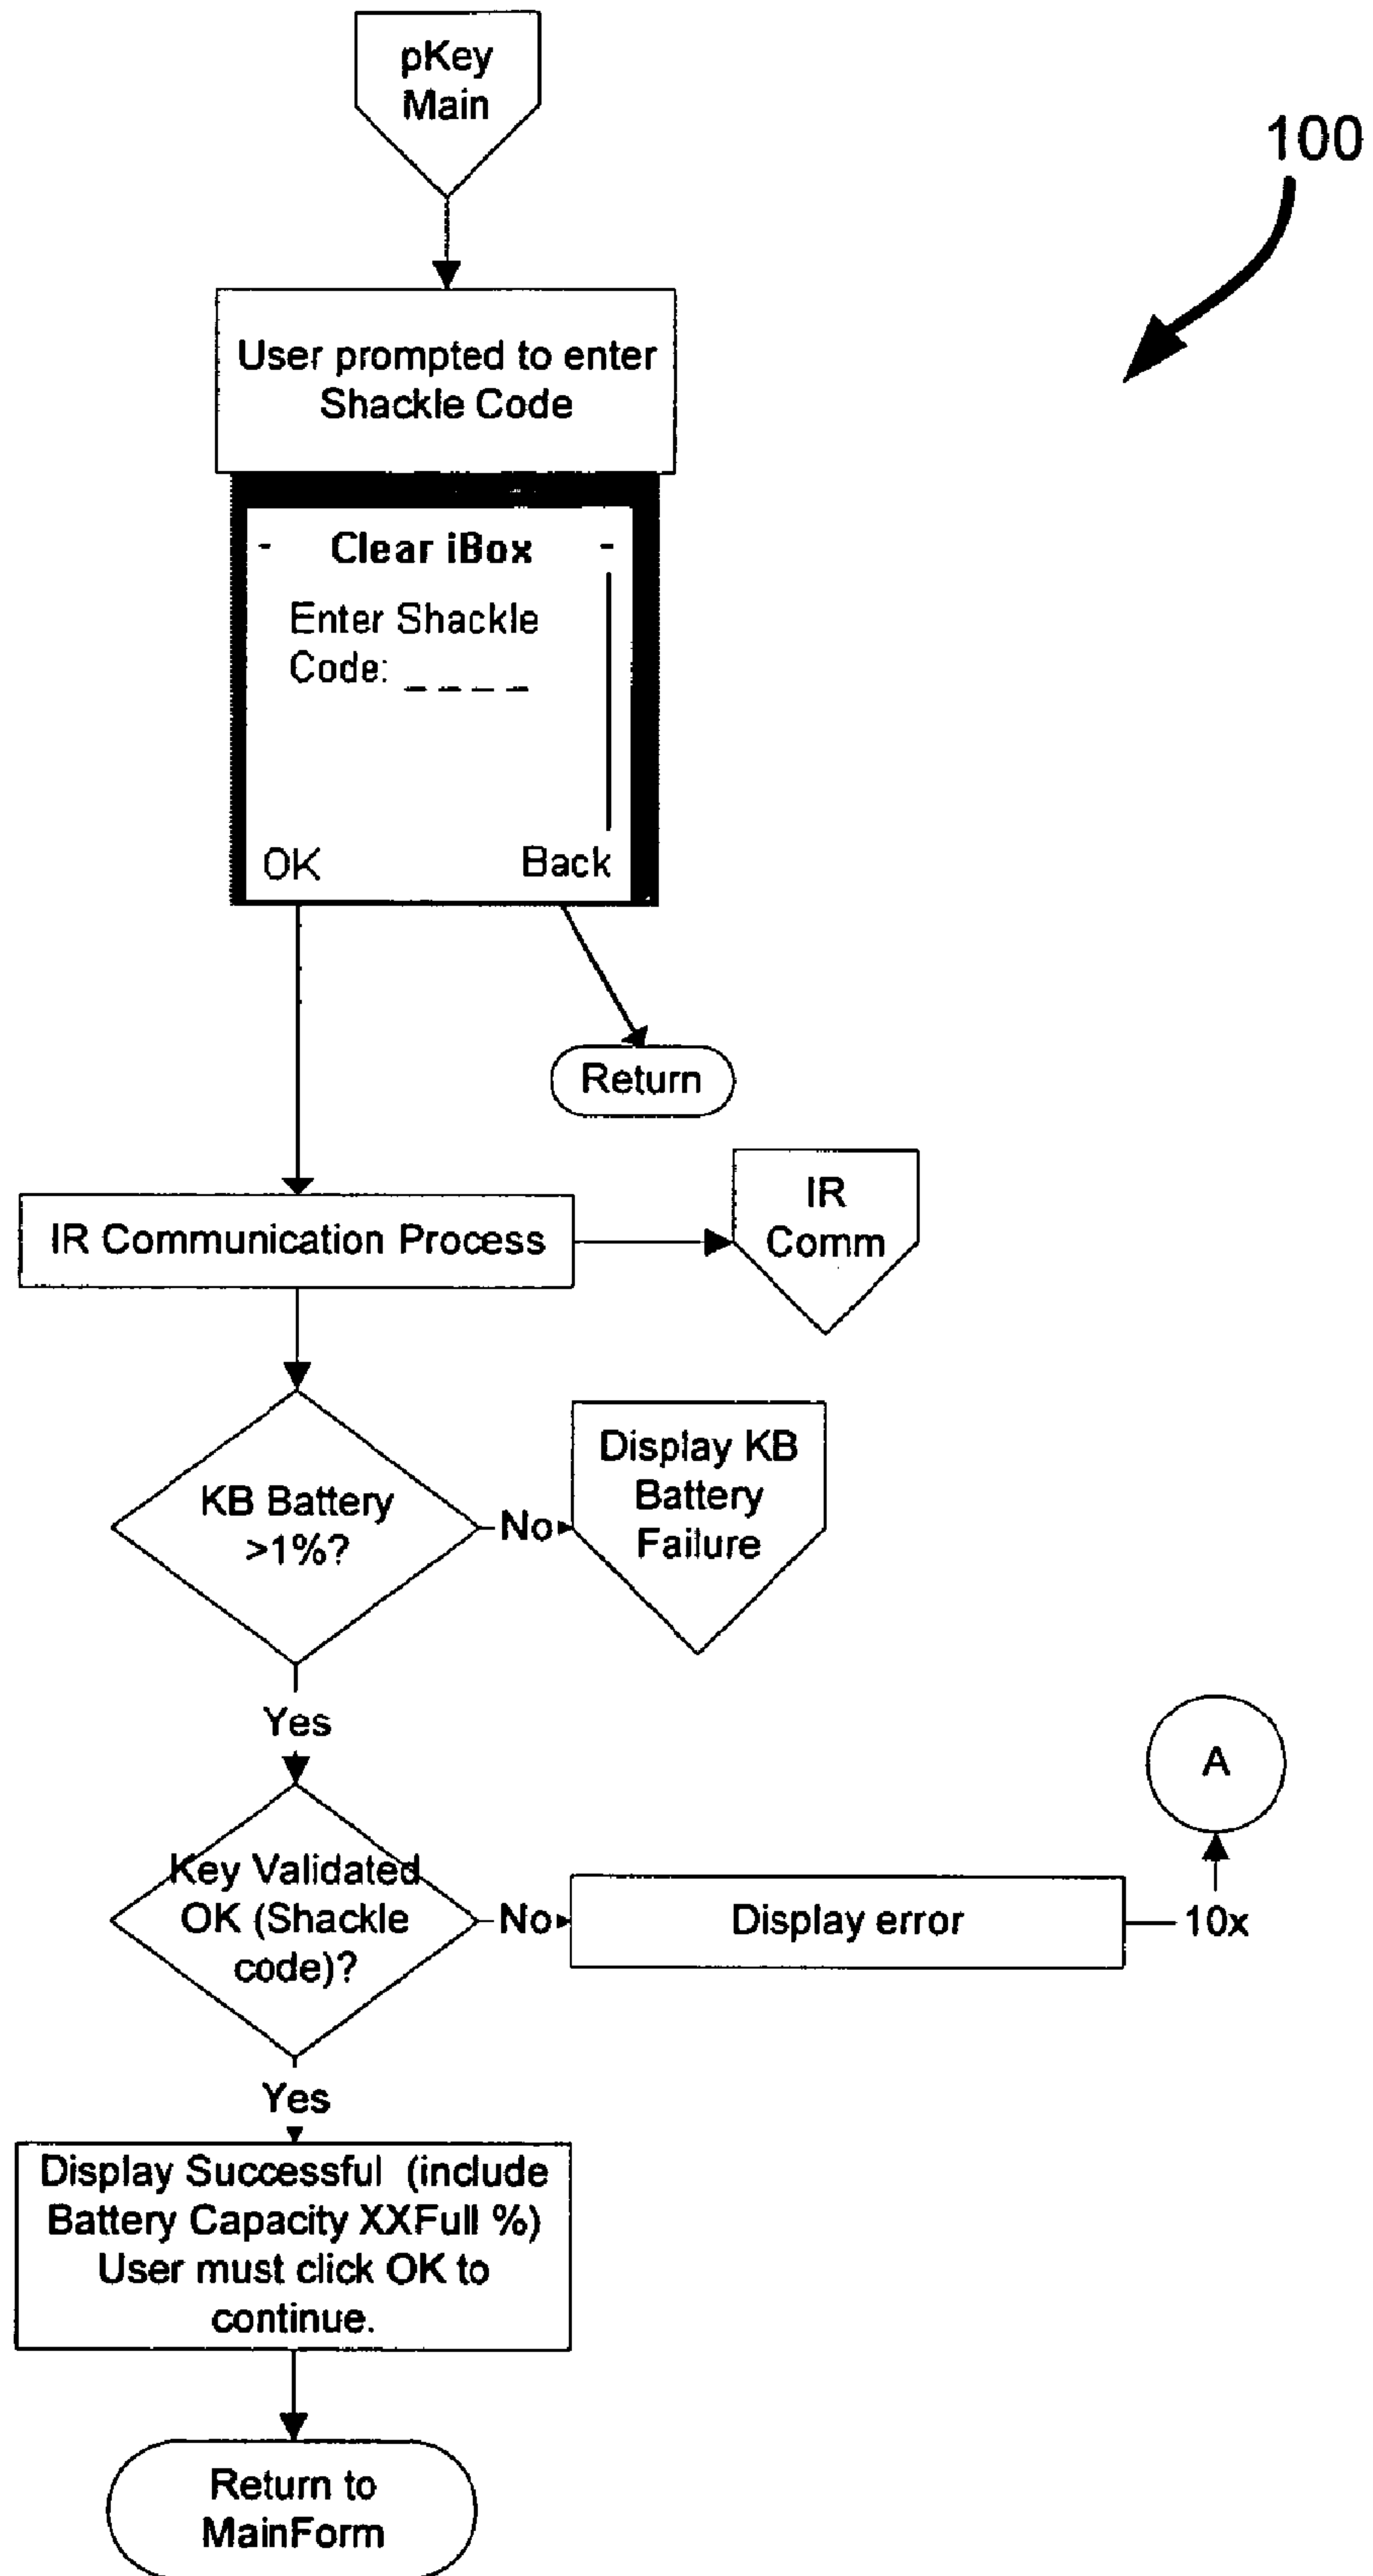 pKey
Main
100
User prompted to enter
Shackle Code
- Clear iBox -
Enter Shackle
Code: _ _ _ _
OK Back
Return
IR Communication Process
IR
Comm
KB Battery
>1%?
No
Display KB
Battery
Failure
Yes
A
Key Validated
OK (Shackle
code)?
No
Display error
10x
Yes
Display Successful (include
Battery Capacity XXFull %)
User must click OK to
continue.
Return to
MainForm